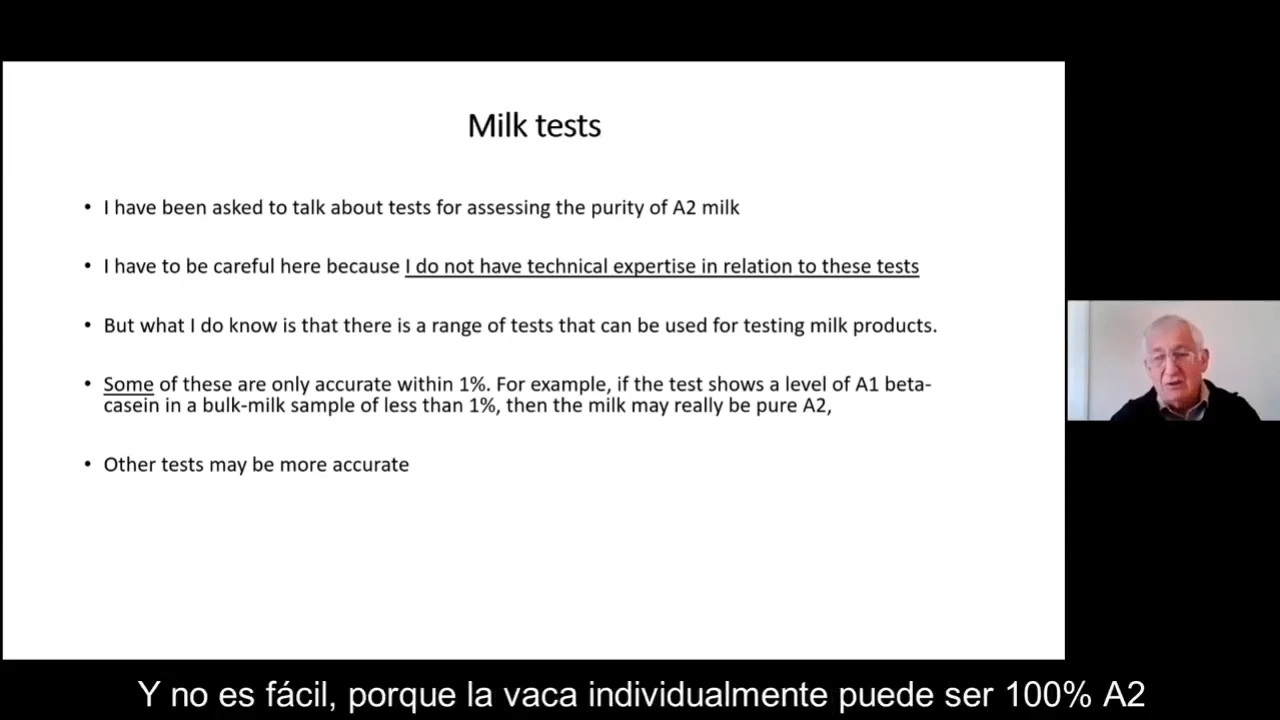 Milk tests
• I have been asked to talk about tests for assessing the purity of A2 milk
• I have to be careful here because I do not have technical expertise in relation to these tests
• But what I do know is that there is a range of tests that can be used for testing milk products.
• Some of these are only accurate within 1%. For example, if the test shows a level of A1 beta-
casein in a bulk-milk sample of less than 1%, then the milk may really be pure A2,
• Other tests may be more accurate
Y no es fácil, porque la vaca individualmente puede ser 100% A2